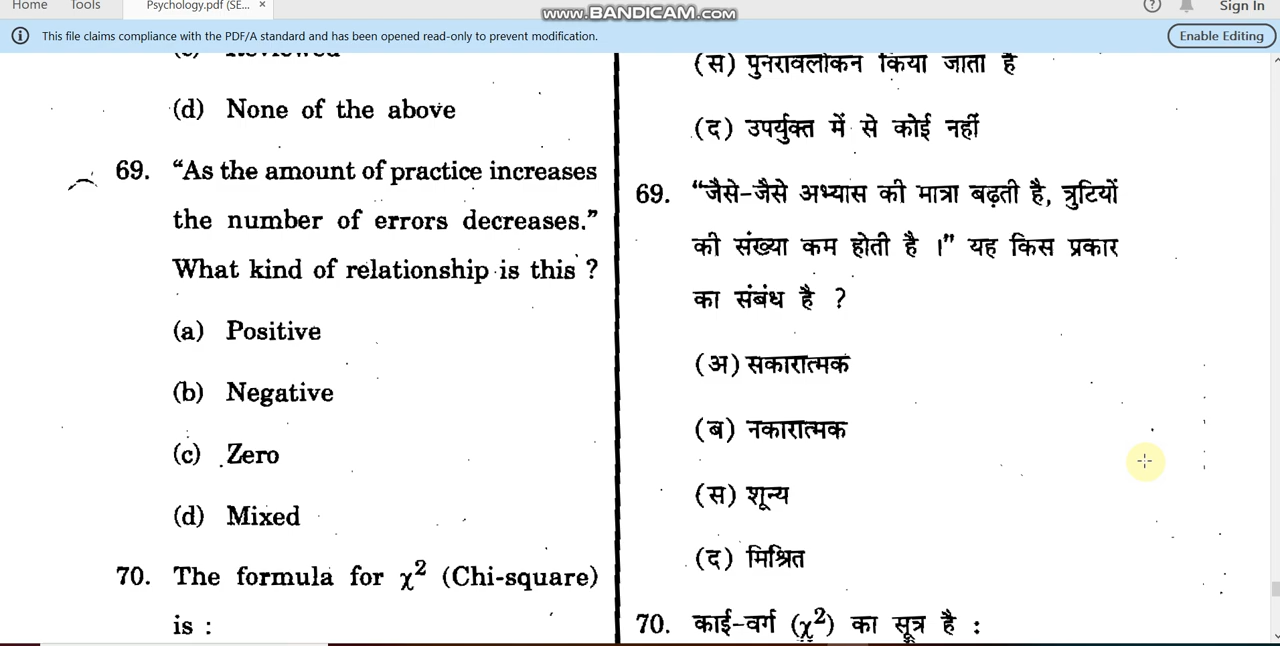 Home Tools Psychology.pdf (SE... × www.BANDICAM.com Sign In
This file claims compliance with the PDF/A standard and has been opened read-only to prevent modification. Enable Editing
(d) None of the above
69. “As the amount of practice increases
the number of errors decreases.”
What kind of relationship is this ?
(a) Positive
(b) Negative
(c) Zero
(d) Mixed
70. The formula for χ² (Chi-square)
is :
(स) पुनरावलोकन किया जाता है
(द) उपर्युक्त में से कोई नहीं
69. “जैसे-जैसे अभ्यास की मात्रा बढ़ती है, त्रुटियों
की संख्या कम होती है ।” यह किस प्रकार
का संबंध है ?
(अ) सकारात्मक
(ब) नकारात्मक
(स) शून्य
(द) मिश्रित
70. काई-वर्ग (χ²) का सूत्र है :